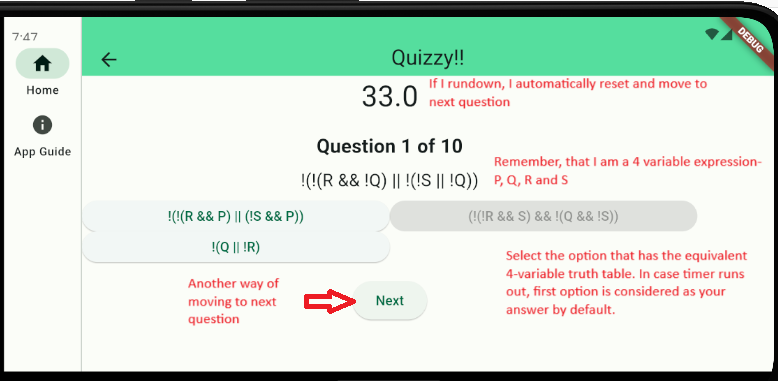 7:47
DEBUG
Quizzy!!
Home
App Guide
33.0
If I rundown, I automatically reset and move to
next question
Question 1 of 10
!(!(R && !Q) || !(!S || !Q))
Remember, that I am a 4 variable expression-
P, Q, R and S
!(!(R && P) || (!S && P))
(!(!R && S) && !(Q && !S))
!(Q || !R)
Select the option that has the equivalent
4-variable truth table. In case timer runs
out, first option is considered as your
answer by default.
Another way of
moving to next
question
Next